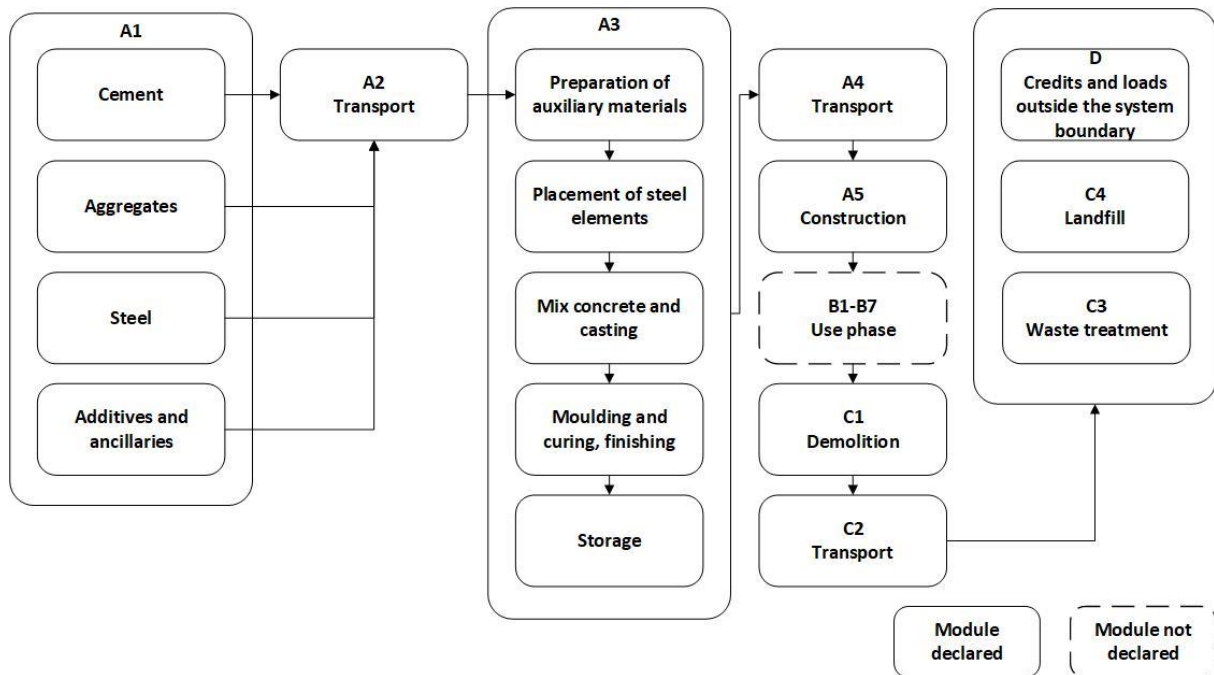 A1
Cement
Aggregates
Steel
Additives and
ancillaries
A2
Transport
A3
Preparation of
auxiliary materials
Placement of steel
elements
Mix concrete and
casting
Moulding and
curing, finishing
Storage
A4
Transport
A5
Construction
B1-B7
Use phase
C1
Demolition
C2
Transport
D
Credits and loads
outside the system
boundary
C4
Landfill
C3
Waste treatment
Module
declared
Module not
declared